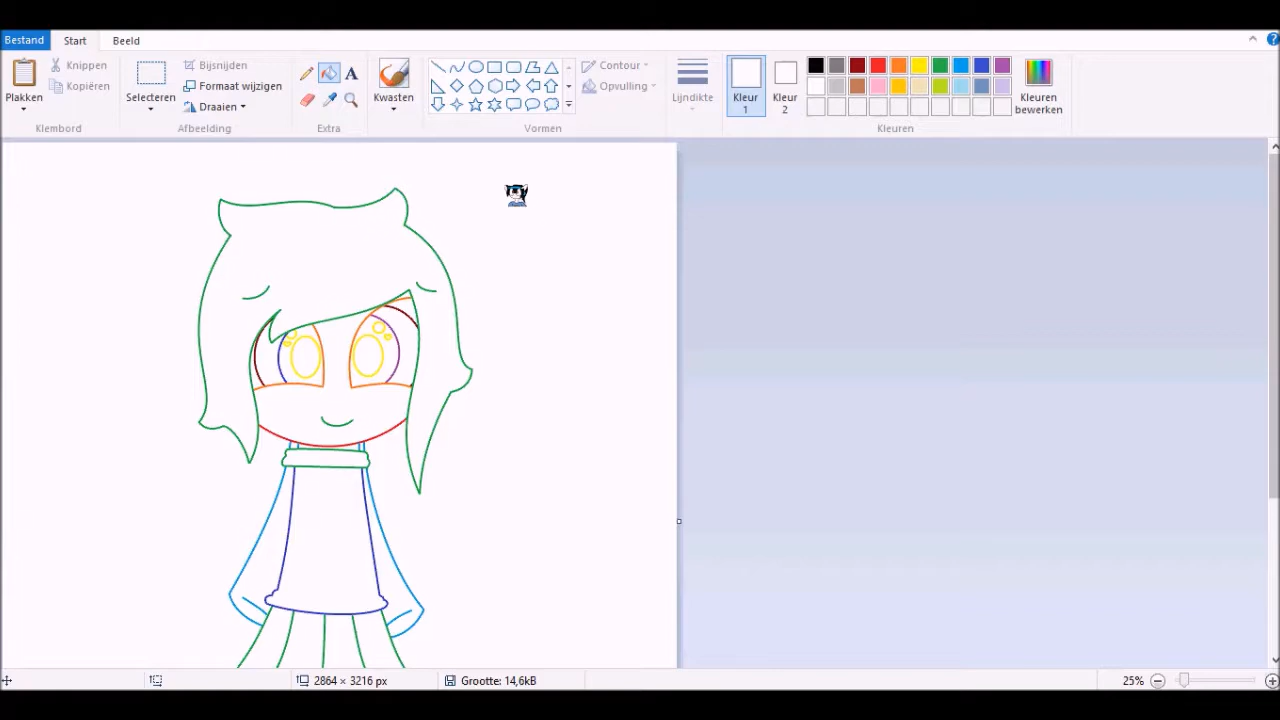 Bestand Start Beeld
Plakken
Knippen
Kopiëren
Klembord
Selecteren
Bijsnijden
Formaat wijzigen
Draaien
Afbeelding
A
Extra
Kwasten
Contour
Opvulling
Vormen
Lijndikte
Kleur
1
Kleur
2
Kleuren
bewerken
Kleuren
2864 × 3216 px
Grootte: 14,6kB
25%